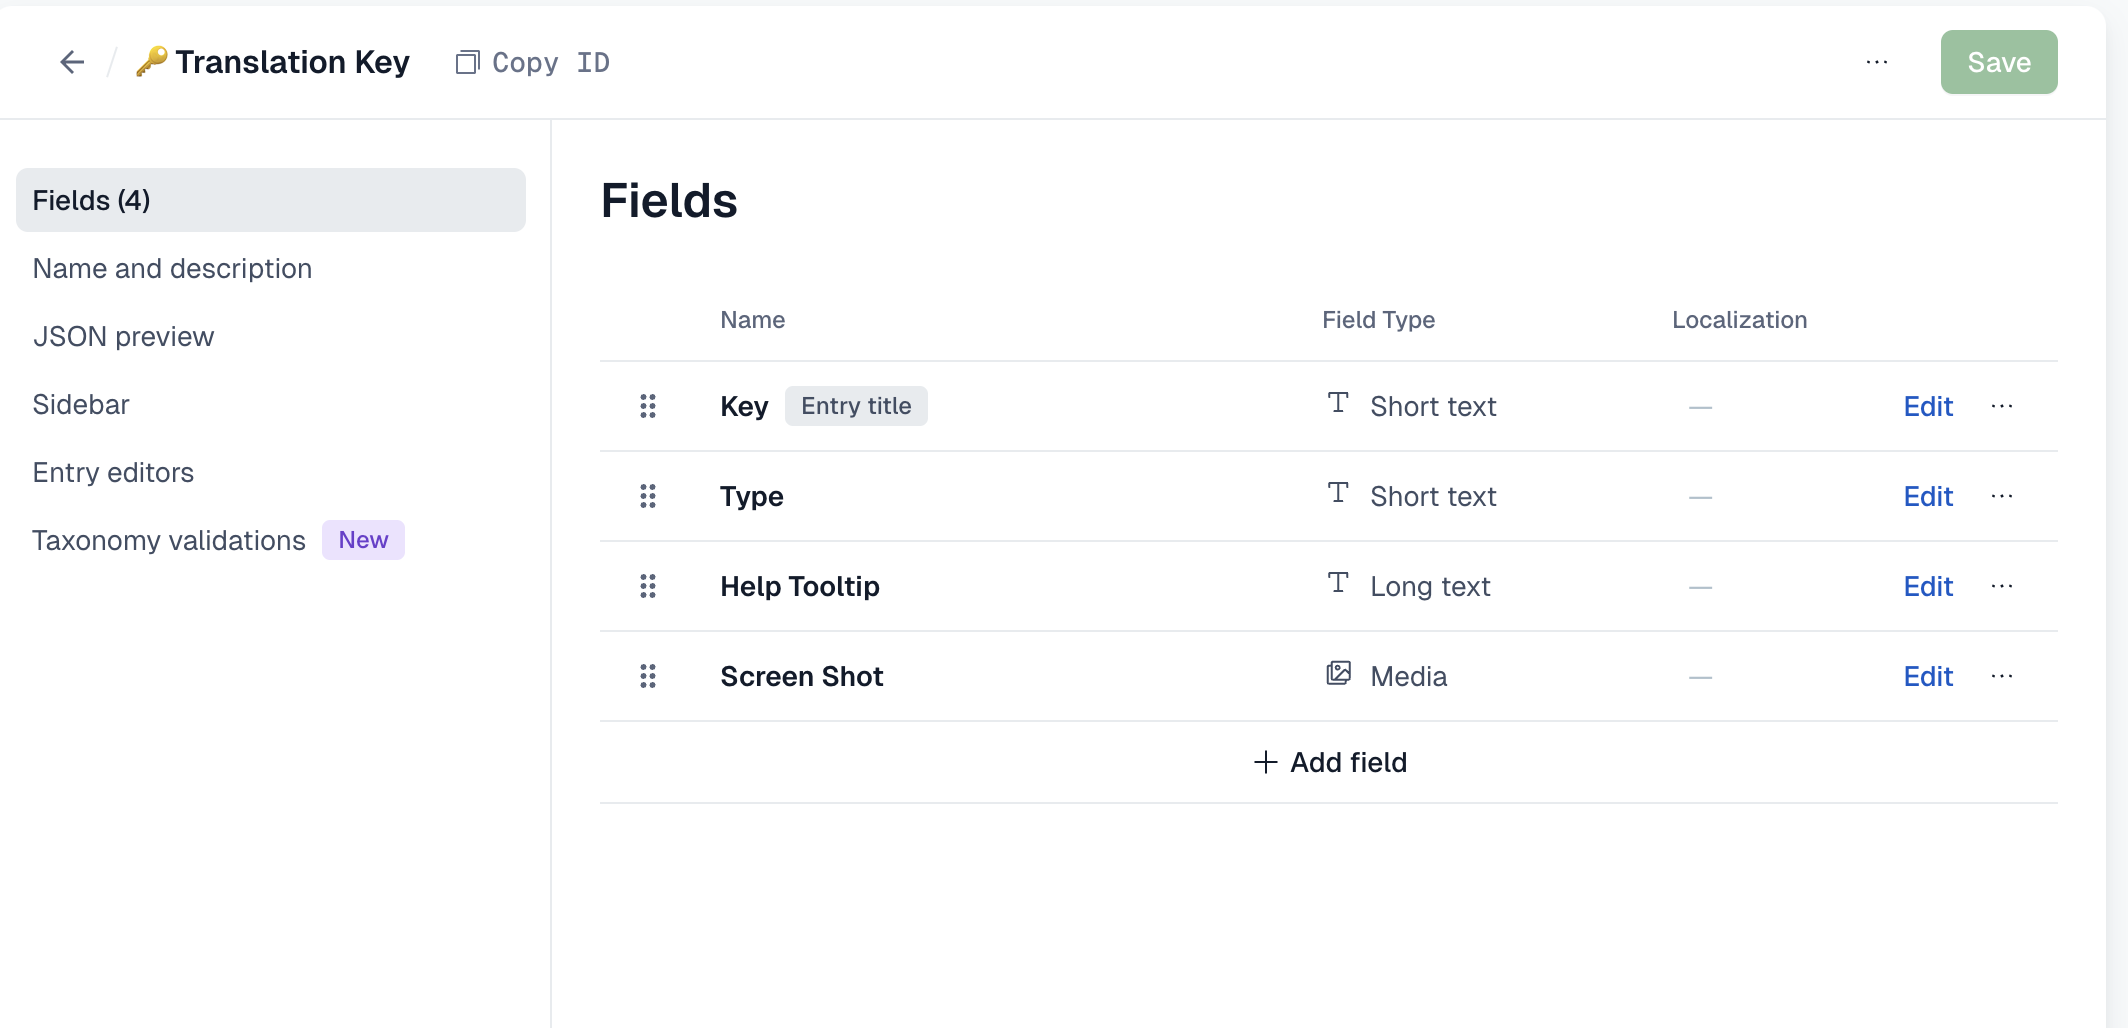 🔑 Translation Key Copy ID ··· Save
Fields (4)
Name and description
JSON preview
Sidebar
Entry editors
Taxonomy validations New
Fields
Name Field Type Localization
Key Entry title Short text — Edit ···
Type Short text — Edit ···
Help Tooltip Long text — Edit ···
Screen Shot Media — Edit ···
+ Add field